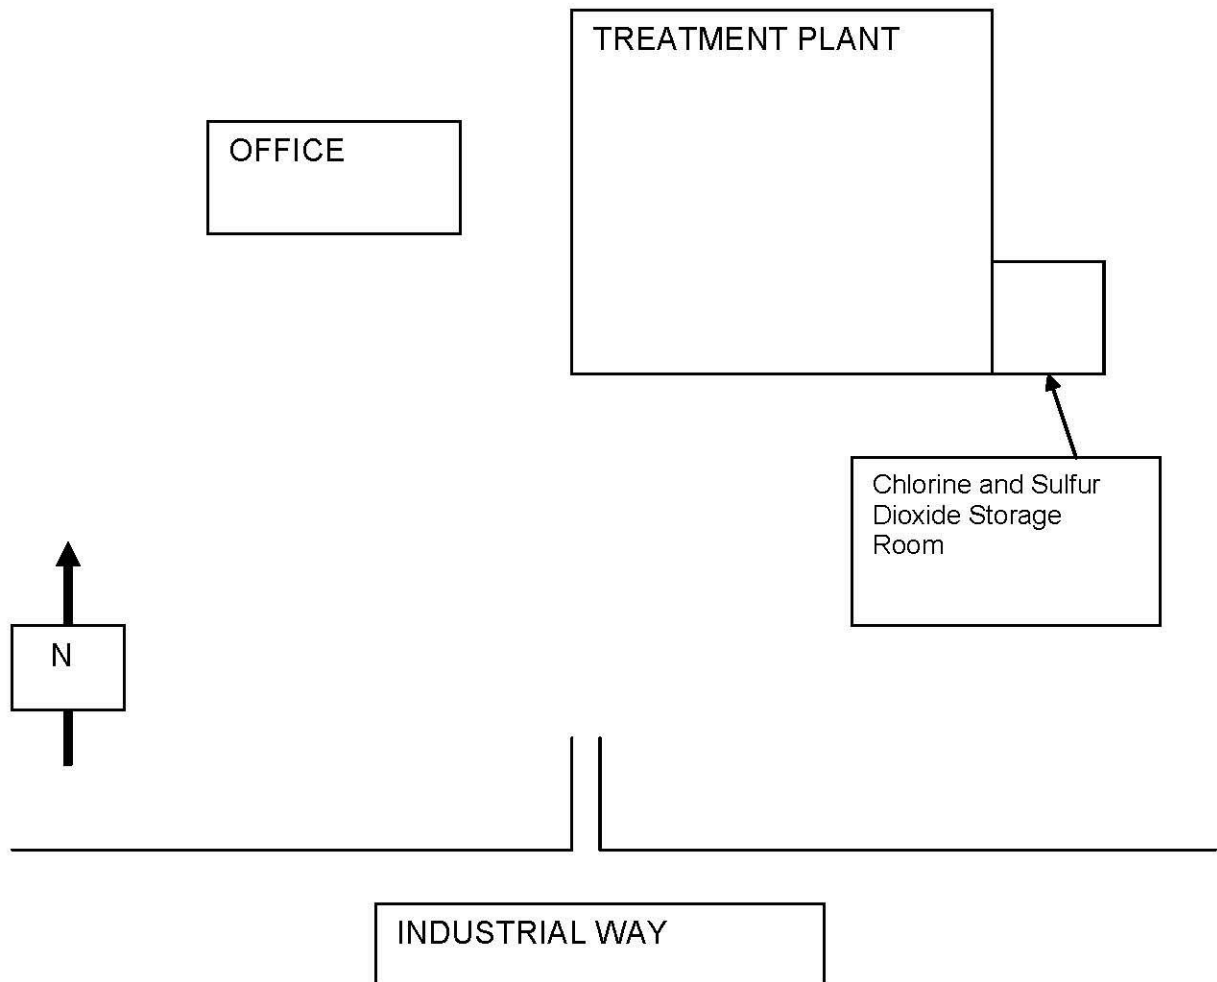 TREATMENT PLANT
OFFICE
Chlorine and Sulfur
Dioxide Storage
Room
N
INDUSTRIAL WAY